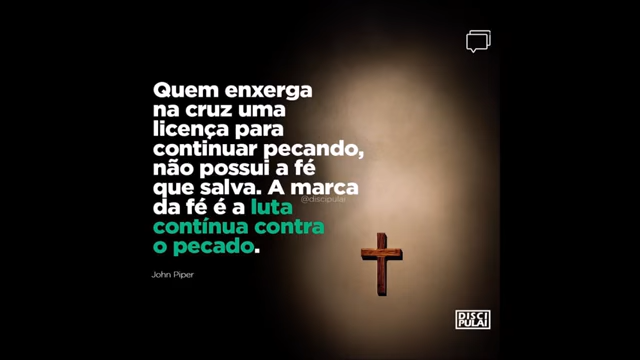 Quem enxerga
na cruz uma
licença para
continuar pecando,
não possui a fé
que salva. A marca
@discipulai
da fé é a luta
contínua contra
o pecado.
John Piper
DISCI
PULAI